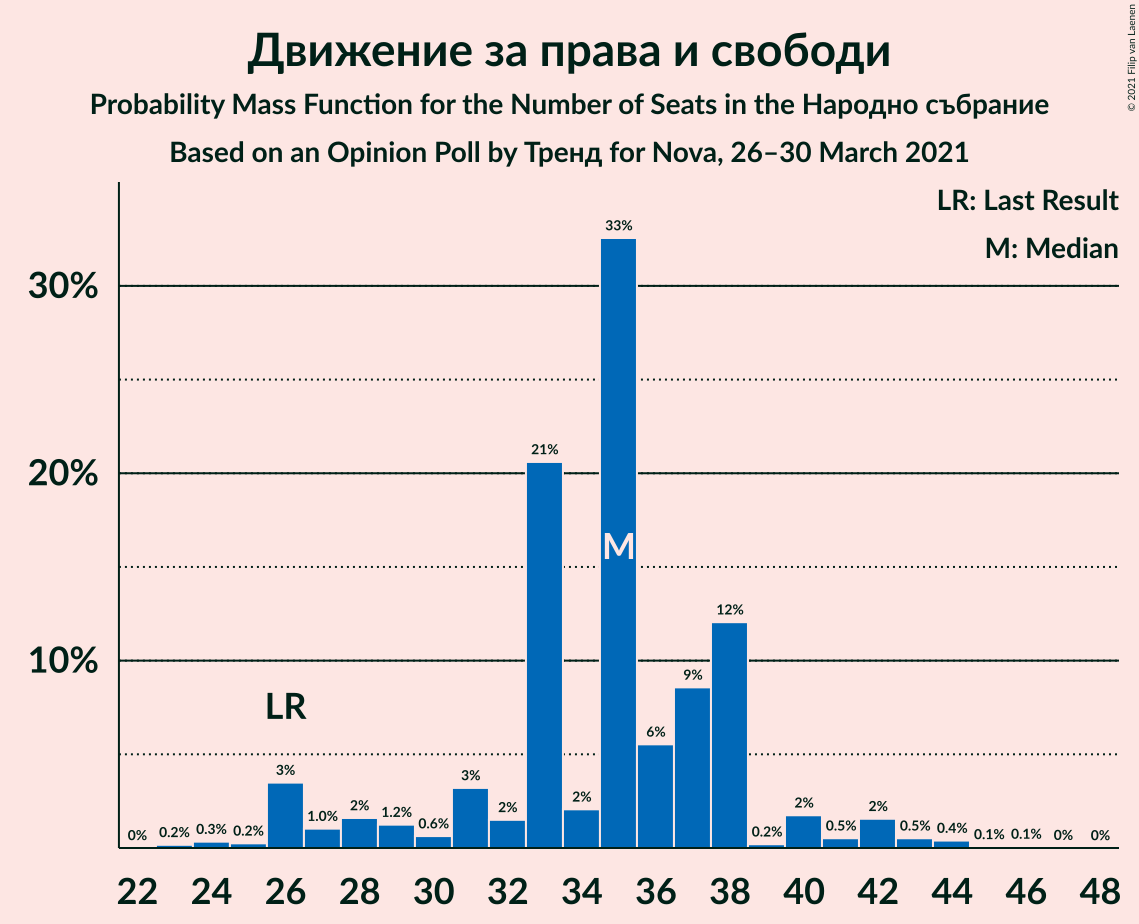 Движение за права и свободи
Probability Mass Function for the Number of Seats in the Народно събрание
Based on an Opinion Poll by Тренд for Nova, 26–30 March 2021
© 2021 Filip van Laenen
LR: Last Result
M: Median
33%
30%
21%
20%
M
12%
10%
9%
6%
LR
3%
3%
2%
2%
2%
2%
2%
1.2%
1.0%
0.6%
0.5%
0.5%
0.4%
0% 0.2% 0.3% 0.2%
0.2%
0.1% 0.1% 0% 0%
22 24 26 28 30 32 34 36 38 40 42 44 46 48